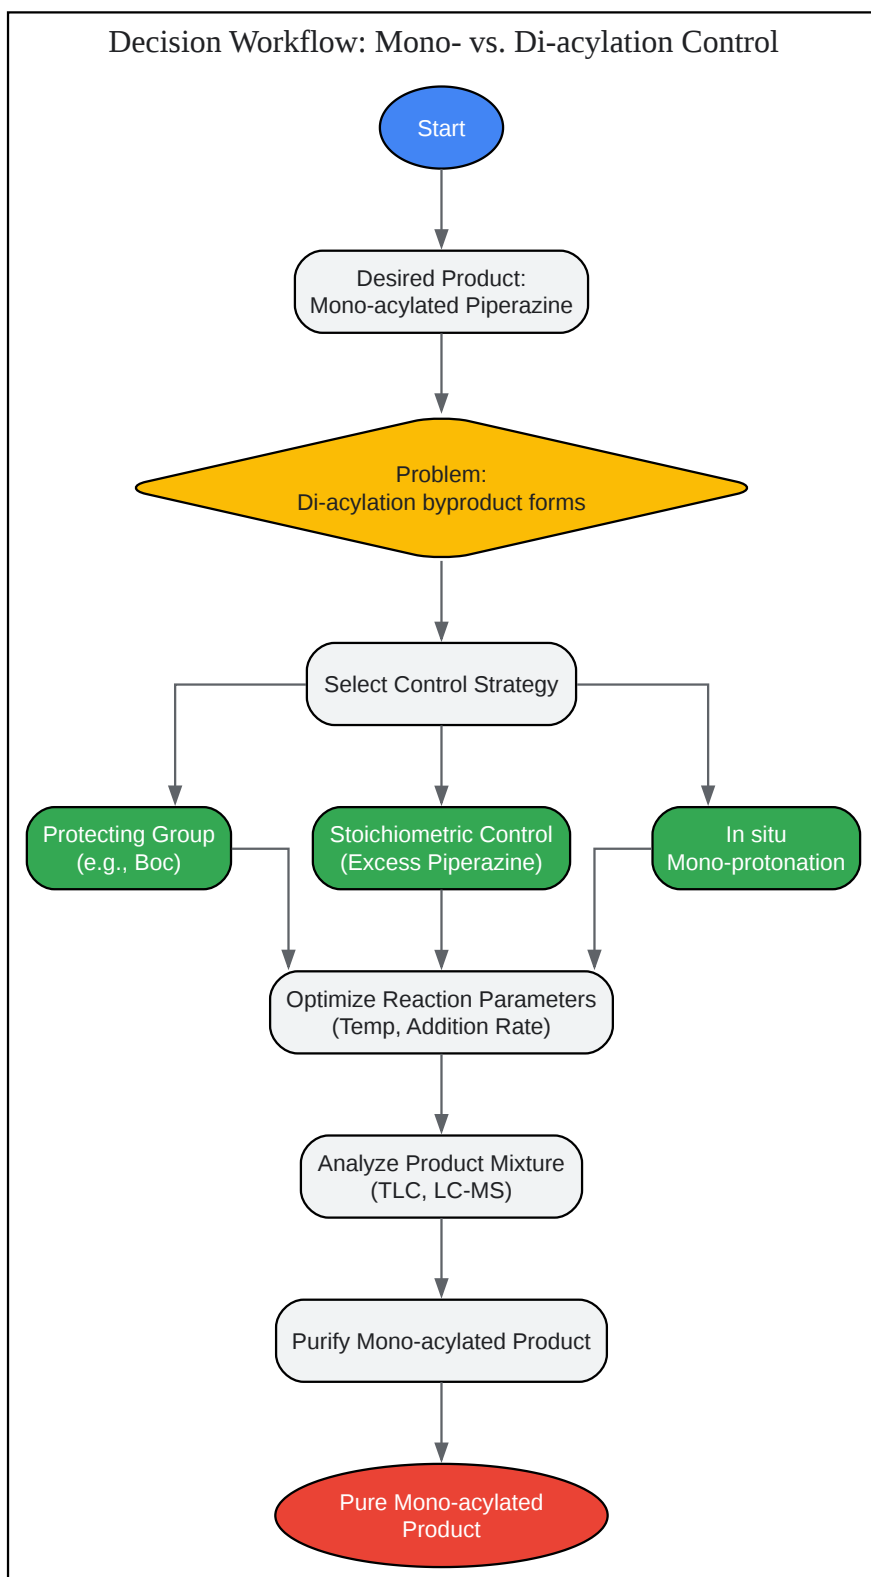 Decision Workflow: Mono- vs. Di-acylation Control
Start
Desired Product:
Mono-acylated Piperazine
Problem:
Di-acylation byproduct forms
Select Control Strategy
Protecting Group
(e.g., Boc)
Stoichiometric Control
(Excess Piperazine)
In situ
Mono-protonation
Optimize Reaction Parameters
(Temp, Addition Rate)
Analyze Product Mixture
(TLC, LC-MS)
Purify Mono-acylated Product
Pure Mono-acylated
Product